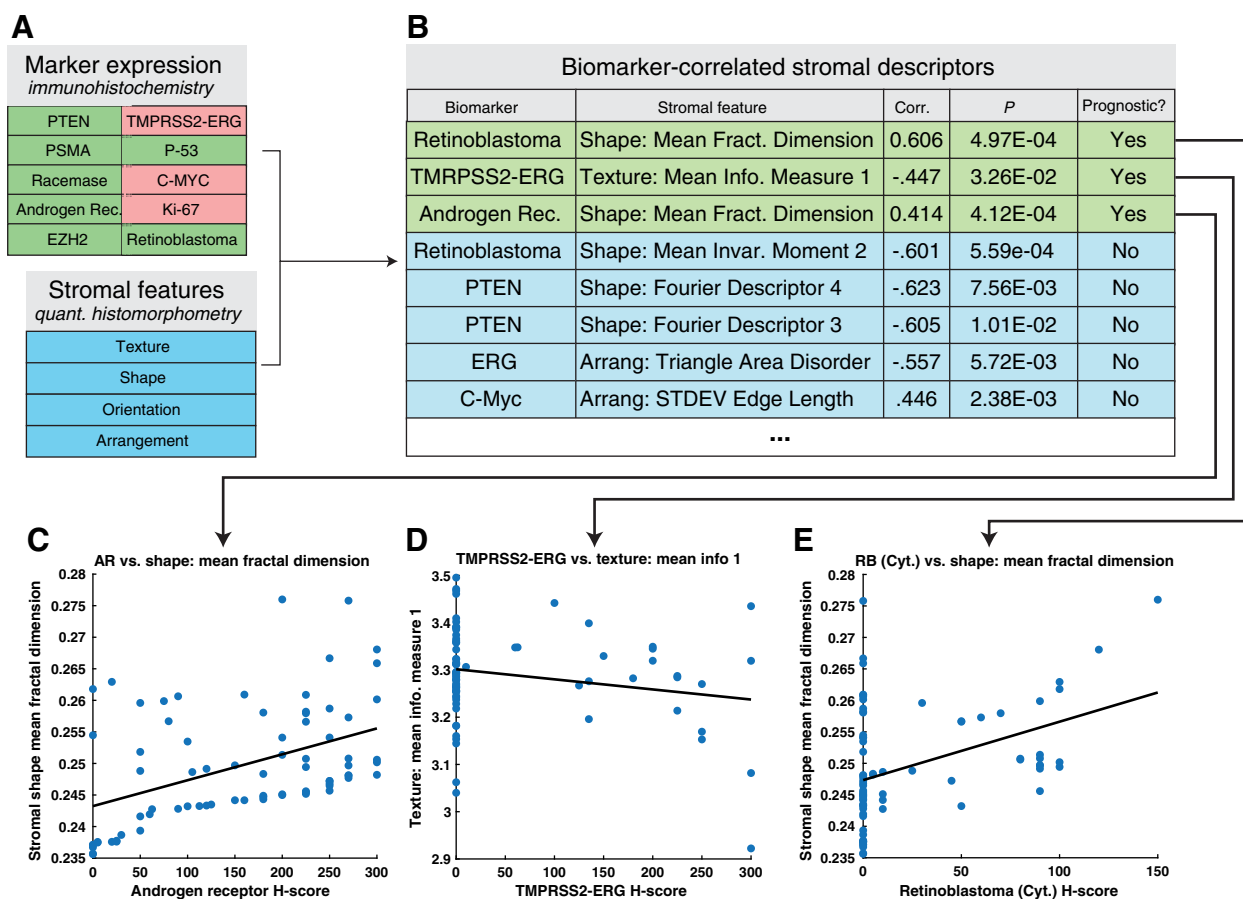 A
Marker expression
immunohistochemistry
PTEN TMPRSS2-ERG
PSMA P-53
Racemase C-MYC
Androgen Rec. Ki-67
EZH2 Retinoblastoma
Stromal features
quant. histomorphometry
Texture
Shape
Orientation
Arrangement
B
Biomarker-correlated stromal descriptors
Biomarker Stromal feature Corr. P Prognostic?
Retinoblastoma Shape: Mean Fract. Dimension 0.606 4.97E-04 Yes
TMRPSS2-ERG Texture: Mean Info. Measure 1 -.447 3.26E-02 Yes
Androgen Rec. Shape: Mean Fract. Dimension 0.414 4.12E-04 Yes
Retinoblastoma Shape: Mean Invar. Moment 2 -.601 5.59e-04 No
PTEN Shape: Fourier Descriptor 4 -.623 7.56E-03 No
PTEN Shape: Fourier Descriptor 3 -.605 1.01E-02 No
ERG Arrang: Triangle Area Disorder -.557 5.72E-03 No
C-Myc Arrang: STDEV Edge Length .446 2.38E-03 No
...
C
AR vs. shape: mean fractal dimension
Stromal shape mean fractal dimension
0.28
0.275
0.27
0.265
0.26
0.255
0.25
0.245
0.24
0.235
0 50 100 150 200 250 300
Androgen receptor H-score
D
TMPRSS2-ERG vs. texture: mean info 1
Texture: mean info. measure 1
3.5
3.4
3.3
3.2
3.1
3
2.9
0 50 100 150 200 250 300
TMPRSS2-ERG H-score
E
RB (Cyt.) vs. shape: mean fractal dimension
Stromal shape mean fractal dimension
0.28
0.275
0.27
0.265
0.26
0.255
0.25
0.245
0.24
0.235
0 50 100 150
Retinoblastoma (Cyt.) H-score